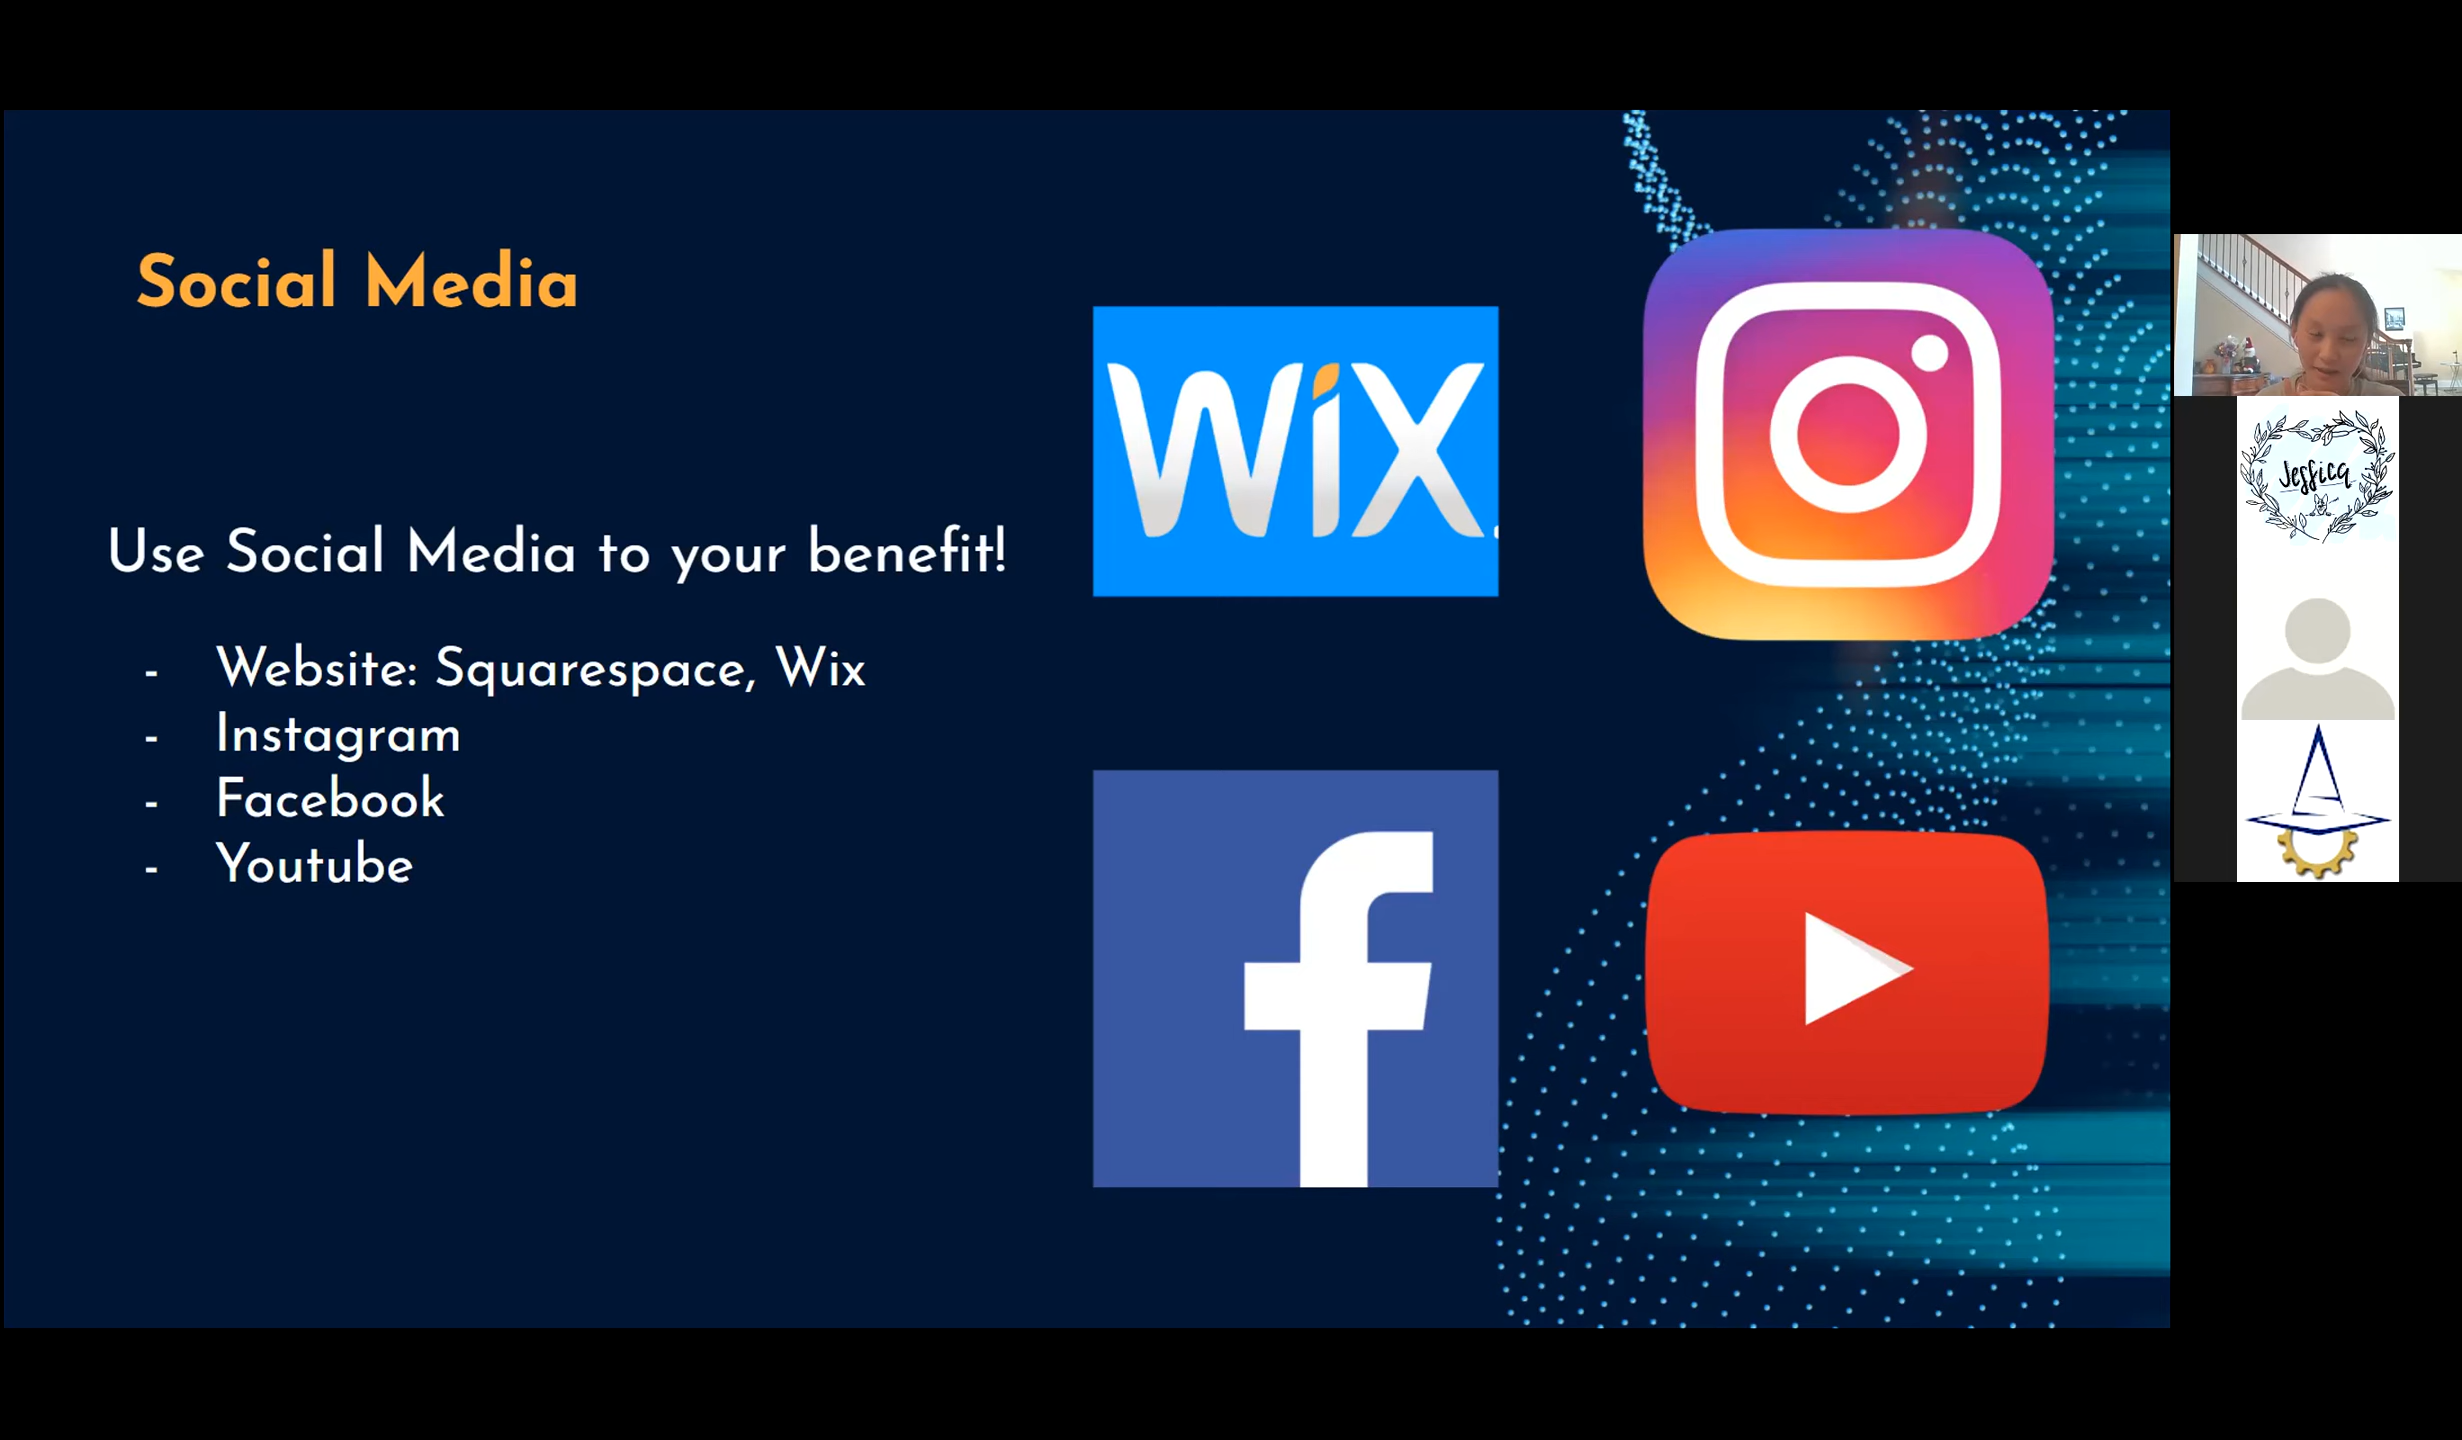 Social Media
Use Social Media to your benefit!
- Website: Squarespace, Wix
- Instagram
- Facebook
- Youtube
WiX.
f
Jessica